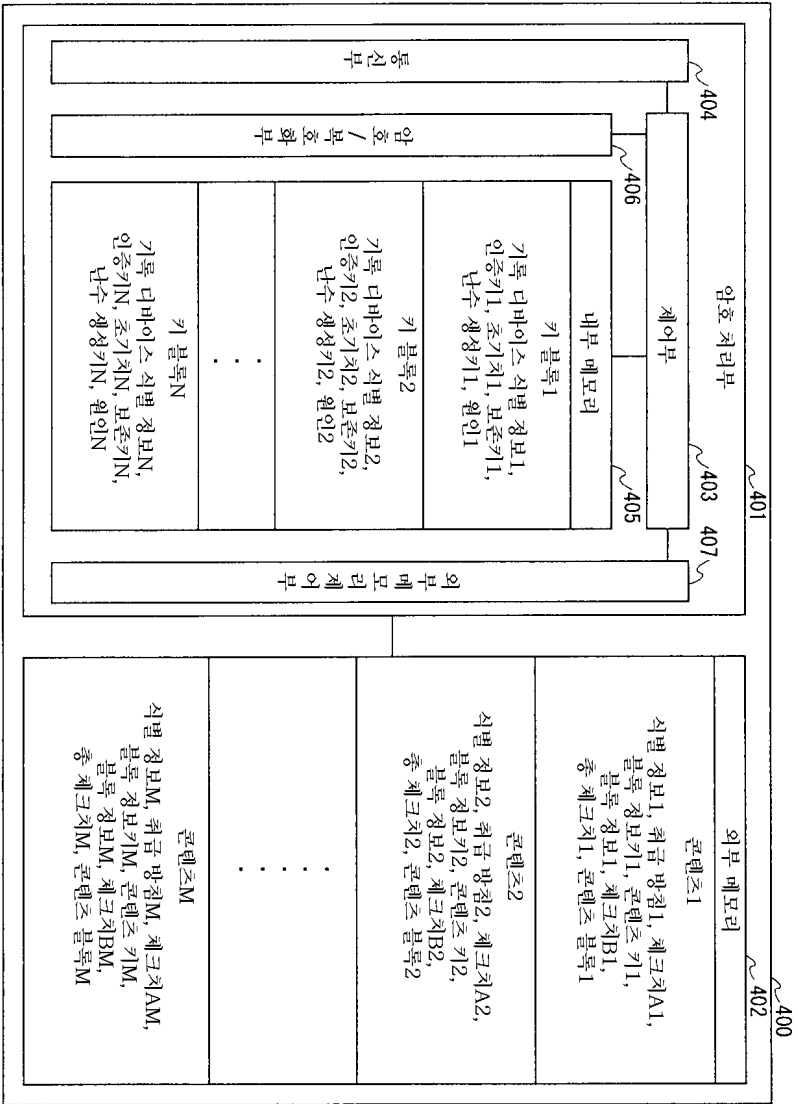 400
401
암호 처리부
404
통신부
403
제어부
406
암호/복호화부
405
내부 메모리
키 블록1
기록 디바이스 식별 정보1,
인증키1, 초기치1, 보존키1,
난수 생성키1, 원인1
키 블록2
기록 디바이스 식별 정보2,
인증키2, 초기치2, 보존키2,
난수 생성키2, 원인2
· · ·
키 블록N
기록 디바이스 식별 정보N,
인증키N, 초기치N, 보존키N,
난수 생성키N, 원인N
407
외부메모리제어부
402
외부 메모리
콘텐츠1
식별 정보1, 취급 방침1, 체크치A1,
블록 정보키1, 콘텐츠 키1,
블록 정보1, 체크치B1,
총 체크치1, 콘텐츠 블록1
콘텐츠2
식별 정보2, 취급 방침2, 체크치A2,
블록 정보키2, 콘텐츠 키2,
블록 정보2, 체크치B2,
총 체크치2, 콘텐츠 블록2
· · · · ·
콘텐츠M
식별 정보M, 취급 방침M, 체크치AM,
블록 정보키M, 콘텐츠 키M,
블록 정보M, 체크치BM,
총 체크치M, 콘텐츠 블록M